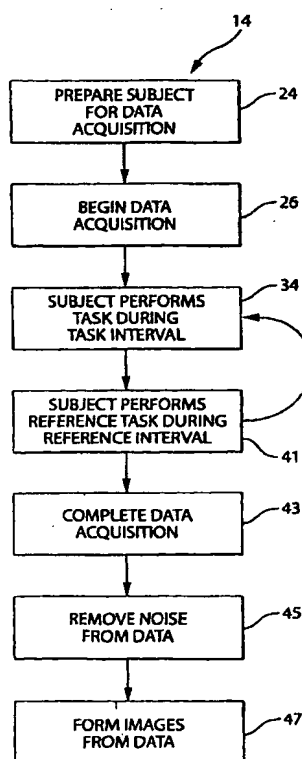 14
PREPARE SUBJECT
FOR DATA
ACQUISITION
24
BEGIN DATA
ACQUISITION
26
SUBJECT PERFORMS
TASK DURING
TASK INTERVAL
34
SUBJECT PERFORMS
REFERENCE TASK DURING
REFERENCE INTERVAL
41
COMPLETE DATA
ACQUISITION
43
REMOVE NOISE
FROM DATA
45
FORM IMAGES
FROM DATA
47